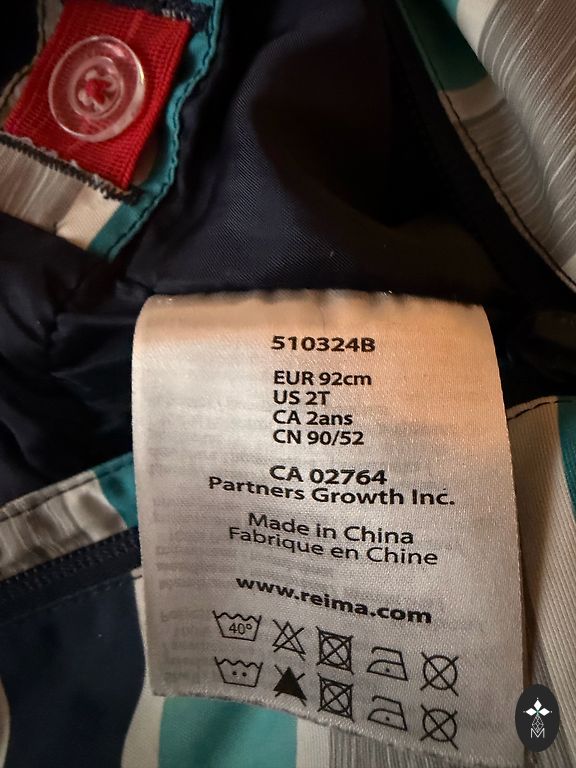 510324B
EUR 92cm
US 2T
CA 2ans
CN 90/52
CA 02764
Partners Growth Inc.
Made in China
Fabrique en Chine
www.reima.com
40°
M